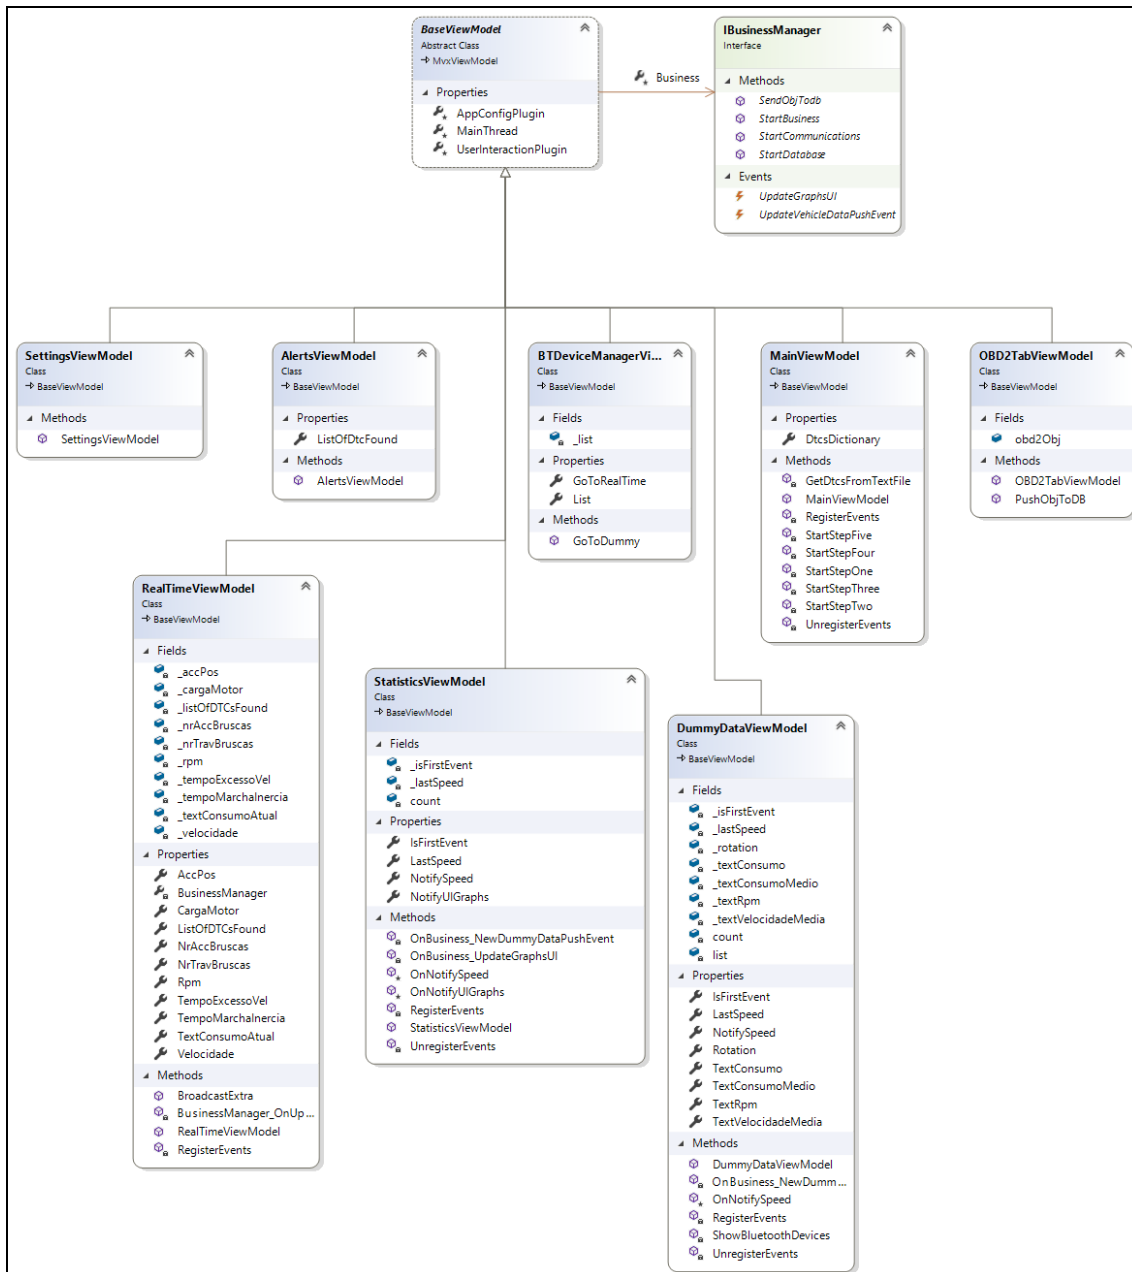 BaseViewModel
Abstract Class
MvxViewModel
Properties
AppConfigPlugin
MainThread
UserInteractionPlugin
Business
IBusinessManager
Interface
Methods
SendObjTodb
StartBusiness
StartCommunications
StartDatabase
Events
UpdateGraphsUI
UpdateVehicleDataPushEvent
SettingsViewModel
Class
BaseViewModel
Methods
SettingsViewModel
AlertsViewModel
Class
BaseViewModel
Properties
ListOfDtcFound
Methods
AlertsViewModel
BTDeviceManagerVi...
Class
BaseViewModel
Fields
_list
Properties
GoToRealTime
List
Methods
GoToDummy
MainViewModel
Class
BaseViewModel
Properties
DtcsDictionary
Methods
GetDtcsFromTextFile
MainViewModel
RegisterEvents
StartStepFive
StartStepFour
StartStepOne
StartStepThree
StartStepTwo
UnregisterEvents
OBD2TabViewModel
Class
BaseViewModel
Fields
obd2Obj
Methods
OBD2TabViewModel
PushObjToDB
RealTimeViewModel
Class
BaseViewModel
Fields
_accPos
_cargaMotor
_listOfDTCsFound
_nrAccBruscas
_nrTravBruscas
_rpm
_tempoExcessoVel
_tempoMarchaInercia
_textConsumoAtual
_velocidade
Properties
AccPos
BusinessManager
CargaMotor
ListOfDTCsFound
NrAccBruscas
NrTravBruscas
Rpm
TempoExcessoVel
TempoMarchaInercia
TextConsumoAtual
Velocidade
Methods
BroadcastExtra
BusinessManager_OnUp...
RealTimeViewModel
RegisterEvents
StatisticsViewModel
Class
BaseViewModel
Fields
_isFirstEvent
_lastSpeed
count
Properties
IsFirstEvent
LastSpeed
NotifySpeed
NotifyUIGraphs
Methods
OnBusiness_NewDummyDataPushEvent
OnBusiness_UpdateGraphsUI
OnNotifySpeed
OnNotifyUIGraphs
RegisterEvents
StatisticsViewModel
UnregisterEvents
DummyDataViewModel
Class
BaseViewModel
Fields
_isFirstEvent
_lastSpeed
_rotation
_textConsumo
_textConsumoMedio
_textRpm
_textVelocidadeMedia
count
list
Properties
IsFirstEvent
LastSpeed
NotifySpeed
Rotation
TextConsumo
TextConsumoMedio
TextRpm
TextVelocidadeMedia
Methods
DummyDataViewModel
OnBusiness_NewDumm...
OnNotifySpeed
RegisterEvents
ShowBluetoothDevices
UnregisterEvents